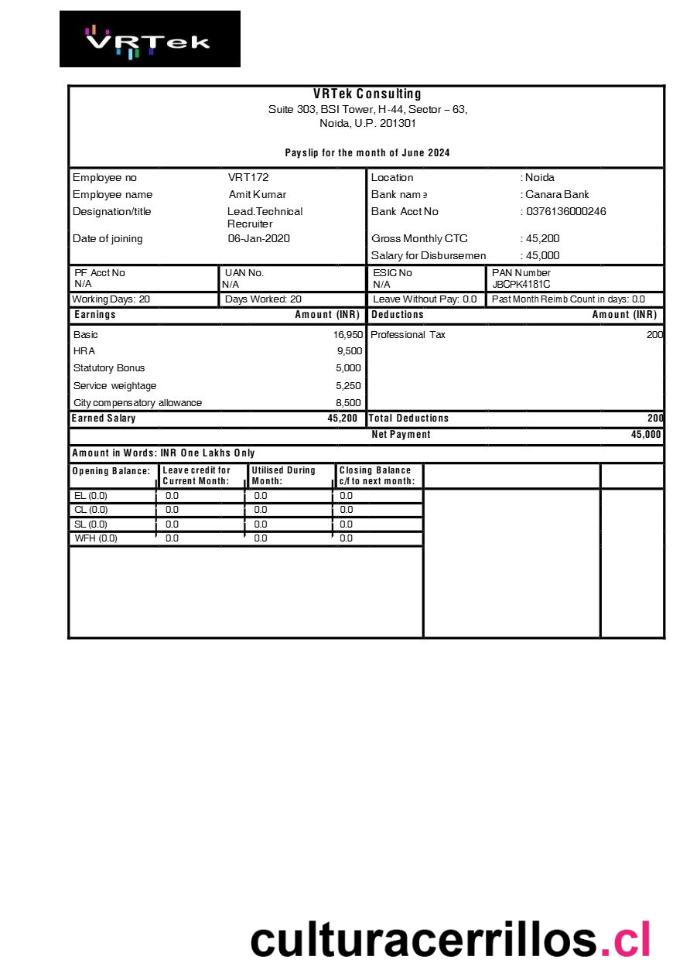 VRTek
VRTek Consulting
Suite 303, BSI Tower, H-44, Sector – 63,
Noida, U.P. 201301
Payslip for the month of June 2024
Employee no VRT172 Location : Noida
Employee name Amit Kumar Bank name : Canara Bank
Designation/title Lead.Technical Recruiter Bank Acct No : 0376136000246
Date of joining 06-Jan-2020 Gross Monthly CTC : 45,200
Salary for Disbursemen : 45,000
PF Acct No UAN No. ESIC No PAN Number
N/A N/A N/A JBCPK4181C
Working Days: 20 Days Worked: 20 Leave Without Pay: 0.0 Past Month Reimb Count in days: 0.0
Earnings Amount (INR) Deductions Amount (INR)
Basic 16,950 Professional Tax 200
HRA 9,500
Statutory Bonus 5,000
Service weightage 5,250
City compensatory allowance 8,500
Earned Salary 45,200 Total Deductions 200
Net Payment 45,000
Amount in Words: INR One Lakhs Only
Opening Balance: Leave credit for Utilised During Closing Balance
Current Month: Month: c/f to next month:
EL (0.0) 0.0 0.0 0.0
CL (0.0) 0.0 0.0 0.0
SL (0.0) 0.0 0.0 0.0
WFH (0.0) 0.0 0.0 0.0
culturacerrillos.cl